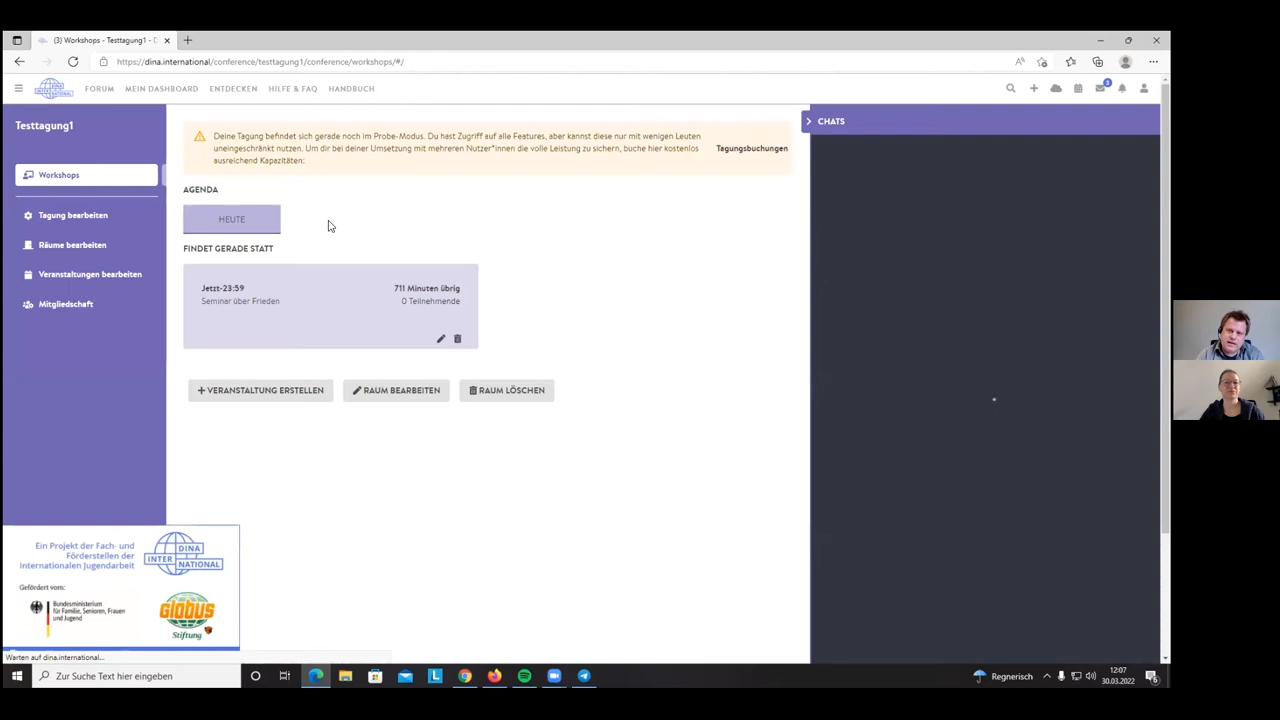 (3) Workshops - Testtagung1 - D
https://dina.international/conference/testtagung1/conference/workshops/#/
DINA
INTER NATIONAL
FORUM
MEIN DASHBOARD
ENTDECKEN
HILFE & FAQ
HANDBUCH
3
Testtagung1
Workshops
Tagung bearbeiten
Räume bearbeiten
Veranstaltungen bearbeiten
Mitgliedschaft
Deine Tagung befindet sich gerade noch im Probe-Modus. Du hast Zugriff auf alle Features, aber kannst diese nur mit wenigen Leuten
uneingeschränkt nutzen. Um dir bei deiner Umsetzung mit mehreren Nutzer*innen die volle Leistung zu sichern, buche hier kostenlos
ausreichend Kapazitäten:
Tagungsbuchungen
AGENDA
HEUTE
FINDET GERADE STATT
Jetzt-23:59
711 Minuten übrig
Seminar über Frieden
0 Teilnehmende
VERANSTALTUNG ERSTELLEN
RAUM BEARBEITEN
RAUM LÖSCHEN
CHATS
Ein Projekt der Fach- und
Förderstellen der
Internationalen Jugendarbeit
DINA
INTER
NATIONAL
Gefördert vom:
Bundesministerium
für Familie, Senioren, Frauen
und Jugend
GLOBUS
Stiftung
Warten auf dina.international...
Zur Suche Text hier eingeben
Regnerisch
12:07
30.03.2022